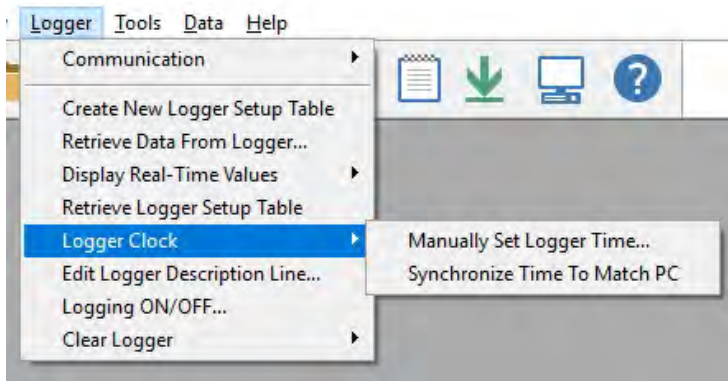 Logger Tools Data Help
Communication
Create New Logger Setup Table
Retrieve Data From Logger...
Display Real-Time Values
Retrieve Logger Setup Table
Logger Clock
Manually Set Logger Time...
Synchronize Time To Match PC
Edit Logger Description Line...
Logging ON/OFF...
Clear Logger
?